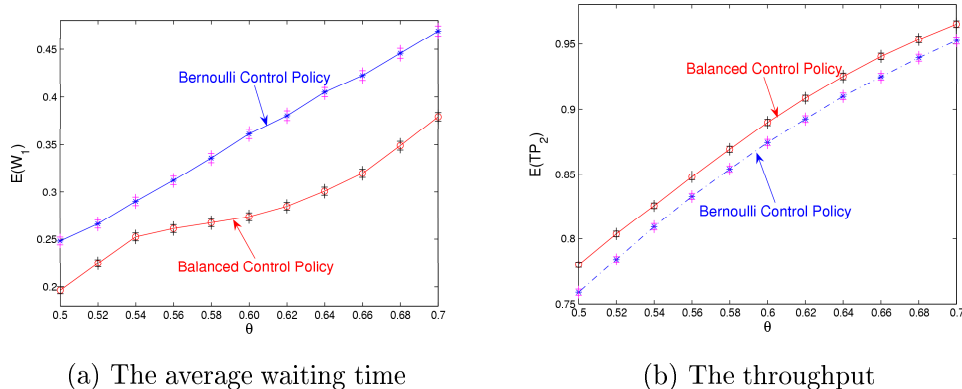 0.45
0.4
0.35
0.3
0.25
0.2
E(W1)
Bernoulli Control Policy
Balanced Control Policy
0.5 0.52 0.54 0.56 0.58 0.60 0.62 0.64 0.66 0.68 0.7
θ
(a) The average waiting time
0.95
0.9
0.85
0.8
0.75
E(TP2)
Balanced Control Policy
Bernoulli Control Policy
0.5 0.52 0.54 0.56 0.58 0.6 0.62 0.64 0.66 0.68 0.7
θ
(b) The throughput